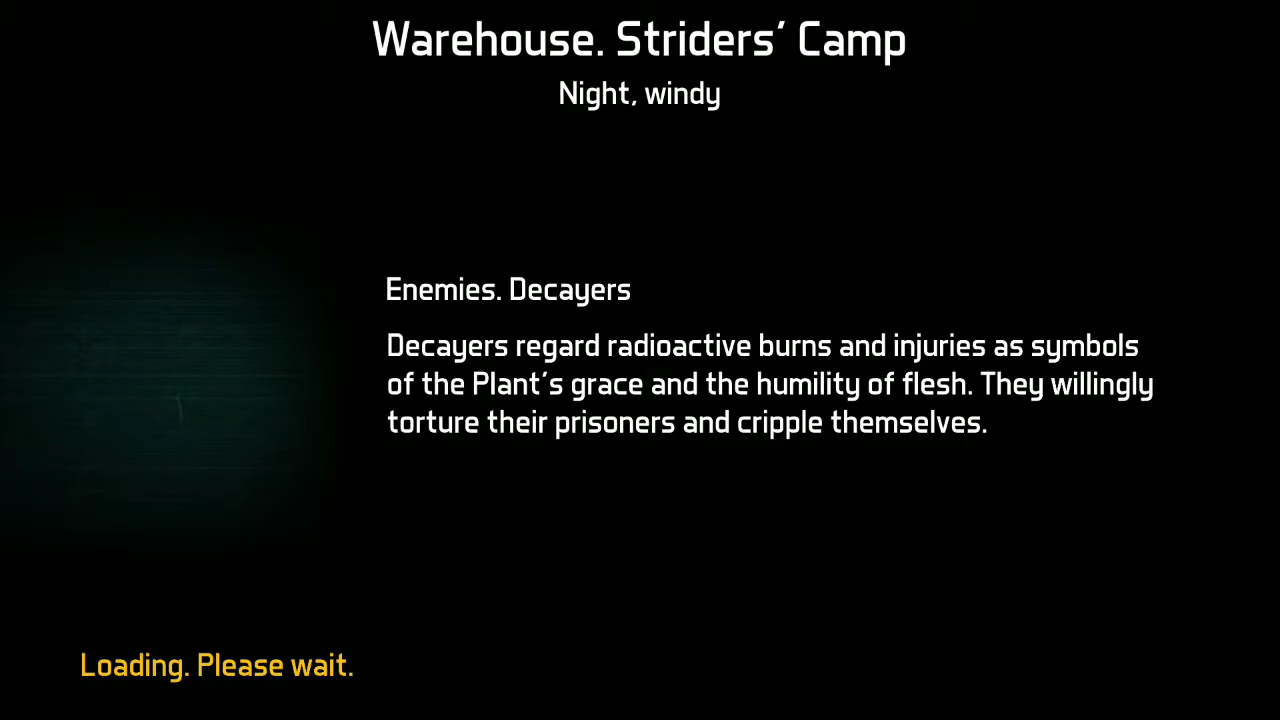 Warehouse. Striders’ Camp
Night, windy
Enemies. Decayers
Decayers regard radioactive burns and injuries as symbols
of the Plant’s grace and the humility of flesh. They willingly
torture their prisoners and cripple themselves.
Loading. Please wait.